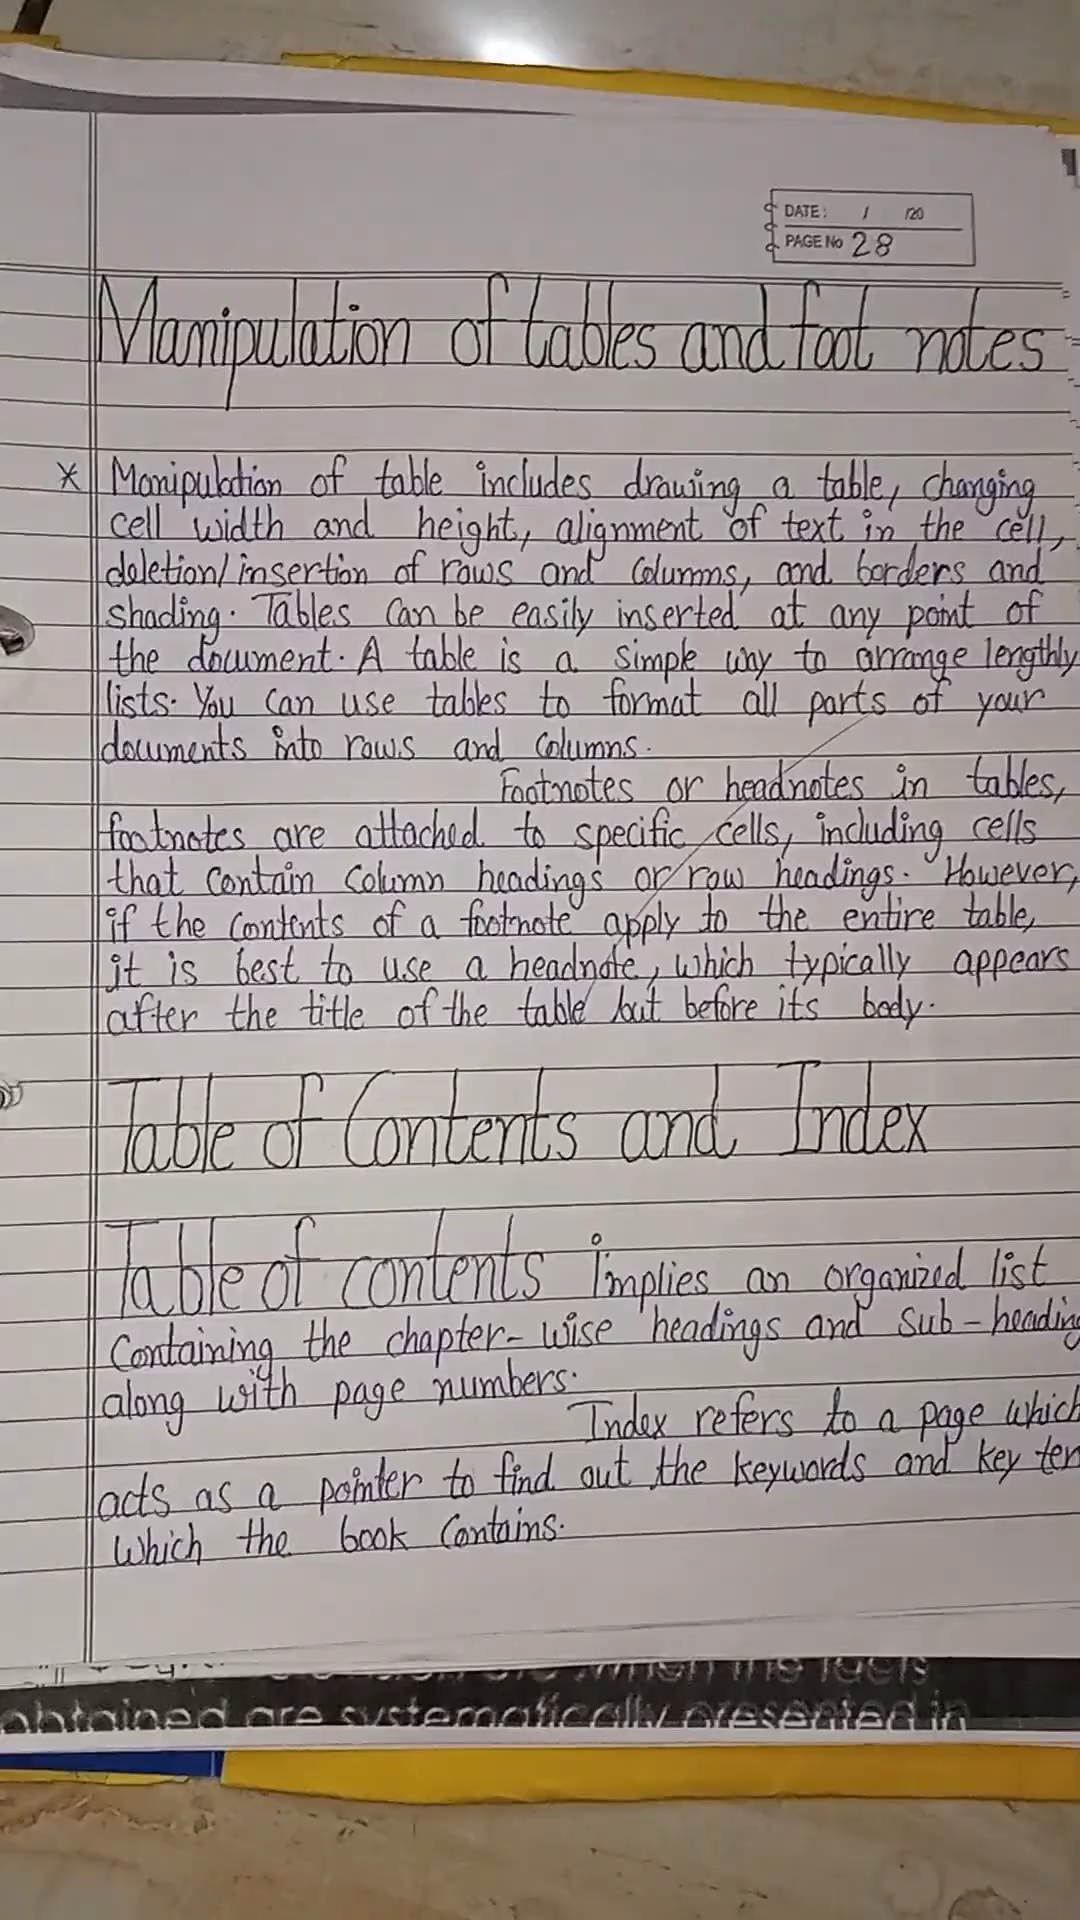 DATE: / /20
PAGE No 28
Manipulation of tables and foot notes
* Manipulation of table includes drawing a table, changing
cell width and height, alignment of text in the cell,
deletion/insertion of rows and columns, and borders and
shading. Tables can be easily inserted at any point of
the document. A table is a simple way to arrange lengthly
lists. You can use tables to format all parts of your
documents into rows and columns.
Footnotes or headnotes in tables,
footnotes are attached to specific cells, including cells
that contain column headings or row headings. However,
if the contents of a footnote apply to the entire table,
it is best to use a headnote, which typically appears
after the title of the table but before its body.
Table of Contents and Index
Table of contents implies an organized list
Containing the chapter-wise headings and sub-heading
along with page numbers.
Index refers to a page which
acts as a pointer to find out the keywords and key ter
which the book contains.
obtained are systematically presented in